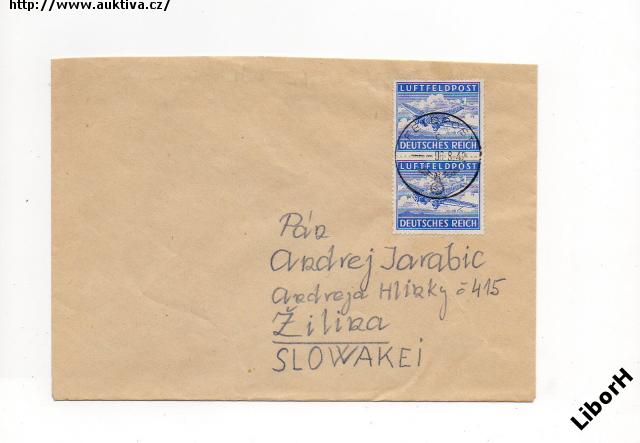 http://www.auktiva.cz/
LUFTFELDPOST
DEUTSCHES REICH
LUFTFELDPOST
DEUTSCHES REICH
FELDPOST
Pán
Andrej Jarabic
Andreja Hlinky č 415
Žilina
SLOWAKEI
LiborH